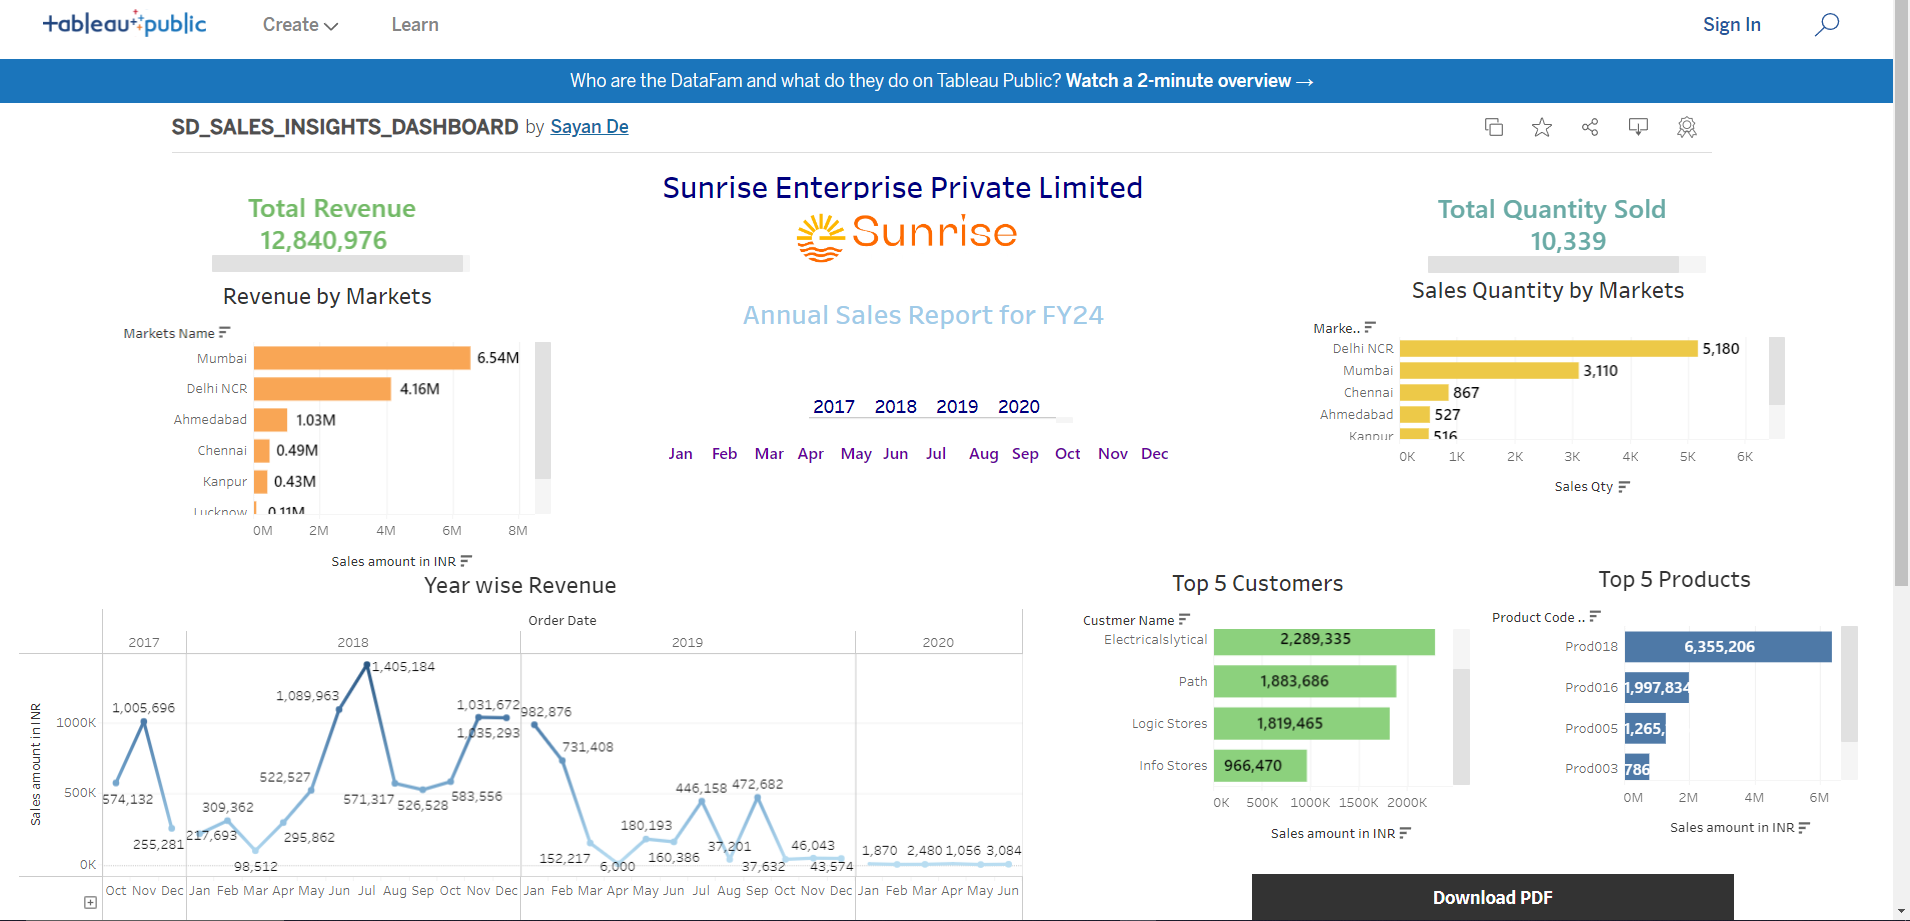 tableau public
Create
Learn
Sign In
Who are the DataFam and what do they do on Tableau Public? Watch a 2-minute overview →
SD_SALES_INSIGHTS_DASHBOARD by Sayan De
Total Revenue
12,840,976
Sunrise Enterprise Private Limited
Sunrise
Annual Sales Report for FY24
2017 2018 2019 2020
Jan Feb Mar Apr May Jun Jul Aug Sep Oct Nov Dec
Total Quantity Sold
10,339
Revenue by Markets
Markets Name
Mumbai 6.54M
Delhi NCR 4.16M
Ahmedabad 1.03M
Chennai 0.49M
Kanpur 0.43M
Lucknow 0.11M
0M 2M 4M 6M 8M
Sales amount in INR
Sales Quantity by Markets
Marke..
Delhi NCR 5,180
Mumbai 3,110
Chennai 867
Ahmedabad 527
Kanpur 516
0K 1K 2K 3K 4K 5K 6K
Sales Qty
Year wise Revenue
Order Date
2017 2018 2019 2020
Sales amount in INR
1000K
500K
0K
574,132
1,005,696
255,281
217,693
309,362
98,512
295,862
522,527
1,089,963
1,405,184
571,317
526,528
583,556
1,031,672
1,035,293
982,876
731,408
152,217
6,000
180,193
160,386
446,158
37,201
472,682
37,632
46,043
43,574
1,870 2,480 1,056 3,084
Oct Nov Dec Jan Feb Mar Apr May Jun Jul Aug Sep Oct Nov Dec Jan Feb Mar Apr May Jun Jul Aug Sep Oct Nov Dec Jan Feb Mar Apr May Jun
Top 5 Customers
Custmer Name
Electricalslytical 2,289,335
Path 1,883,686
Logic Stores 1,819,465
Info Stores 966,470
0K 500K 1000K 1500K 2000K
Sales amount in INR
Top 5 Products
Product Code ..
Prod018 6,355,206
Prod016 1,997,834
Prod005 1,265,
Prod003 786
0M 2M 4M 6M
Sales amount in INR
Download PDF